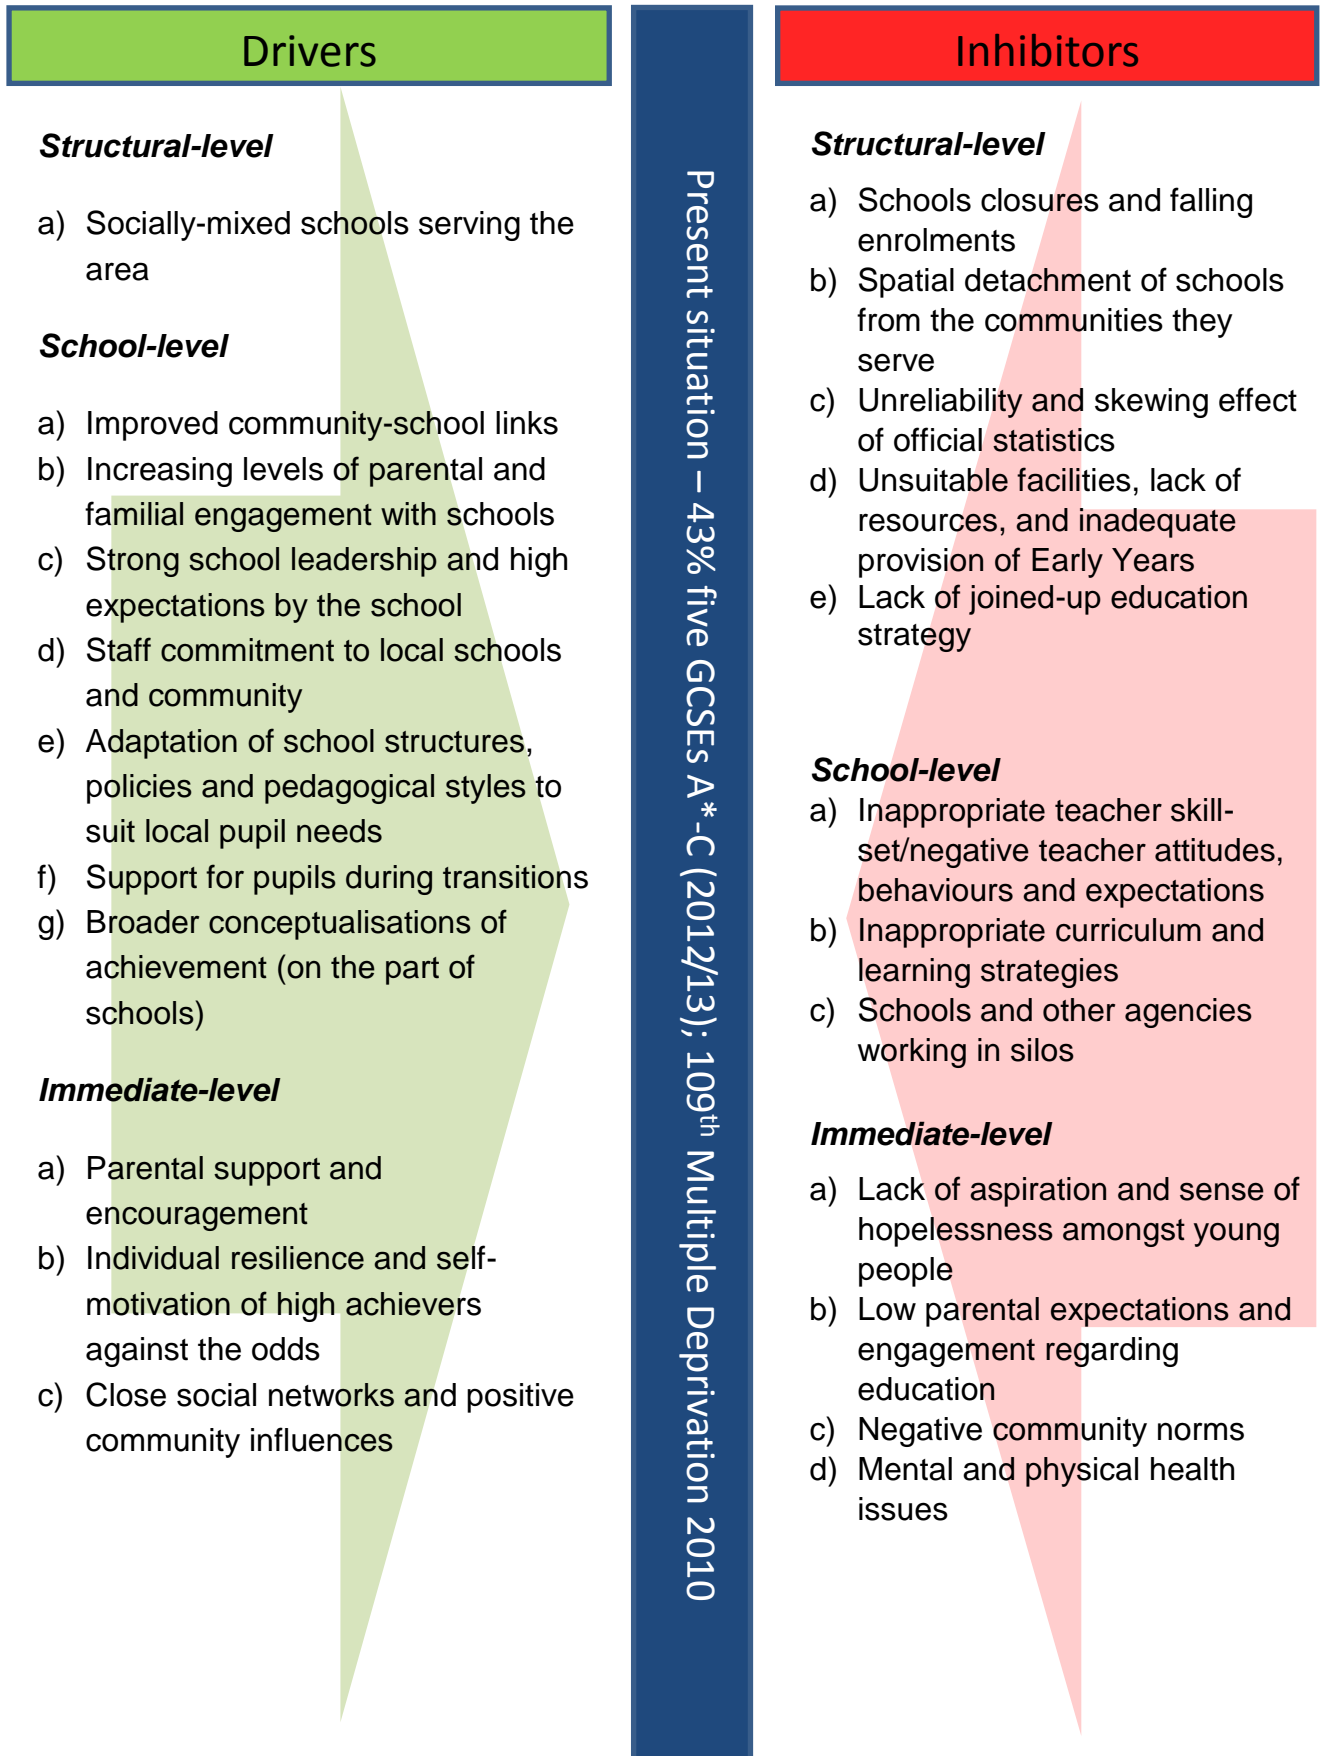 Drivers
Structural-level
a) Socially-mixed schools serving the
area
School-level
a) Improved community-school links
b) Increasing levels of parental and
familial engagement with schools
c) Strong school leadership and high
expectations by the school
d) Staff commitment to local schools
and community
e) Adaptation of school structures,
policies and pedagogical styles to
suit local pupil needs
f) Support for pupils during transitions
g) Broader conceptualisations of
achievement (on the part of
schools)
Immediate-level
a) Parental support and
encouragement
b) Individual resilience and self-
motivation of high achievers
against the odds
c) Close social networks and positive
community influences
Present situation – 43% five GCSEs A*-C (2012/13); 109th Multiple Deprivation 2010
Inhibitors
Structural-level
a) Schools closures and falling
enrolments
b) Spatial detachment of schools
from the communities they
serve
c) Unreliability and skewing effect
of official statistics
d) Unsuitable facilities, lack of
resources, and inadequate
provision of Early Years
e) Lack of joined-up education
strategy
School-level
a) Inappropriate teacher skill-
set/negative teacher attitudes,
behaviours and expectations
b) Inappropriate curriculum and
learning strategies
c) Schools and other agencies
working in silos
Immediate-level
a) Lack of aspiration and sense of
hopelessness amongst young
people
b) Low parental expectations and
engagement regarding
education
c) Negative community norms
d) Mental and physical health
issues